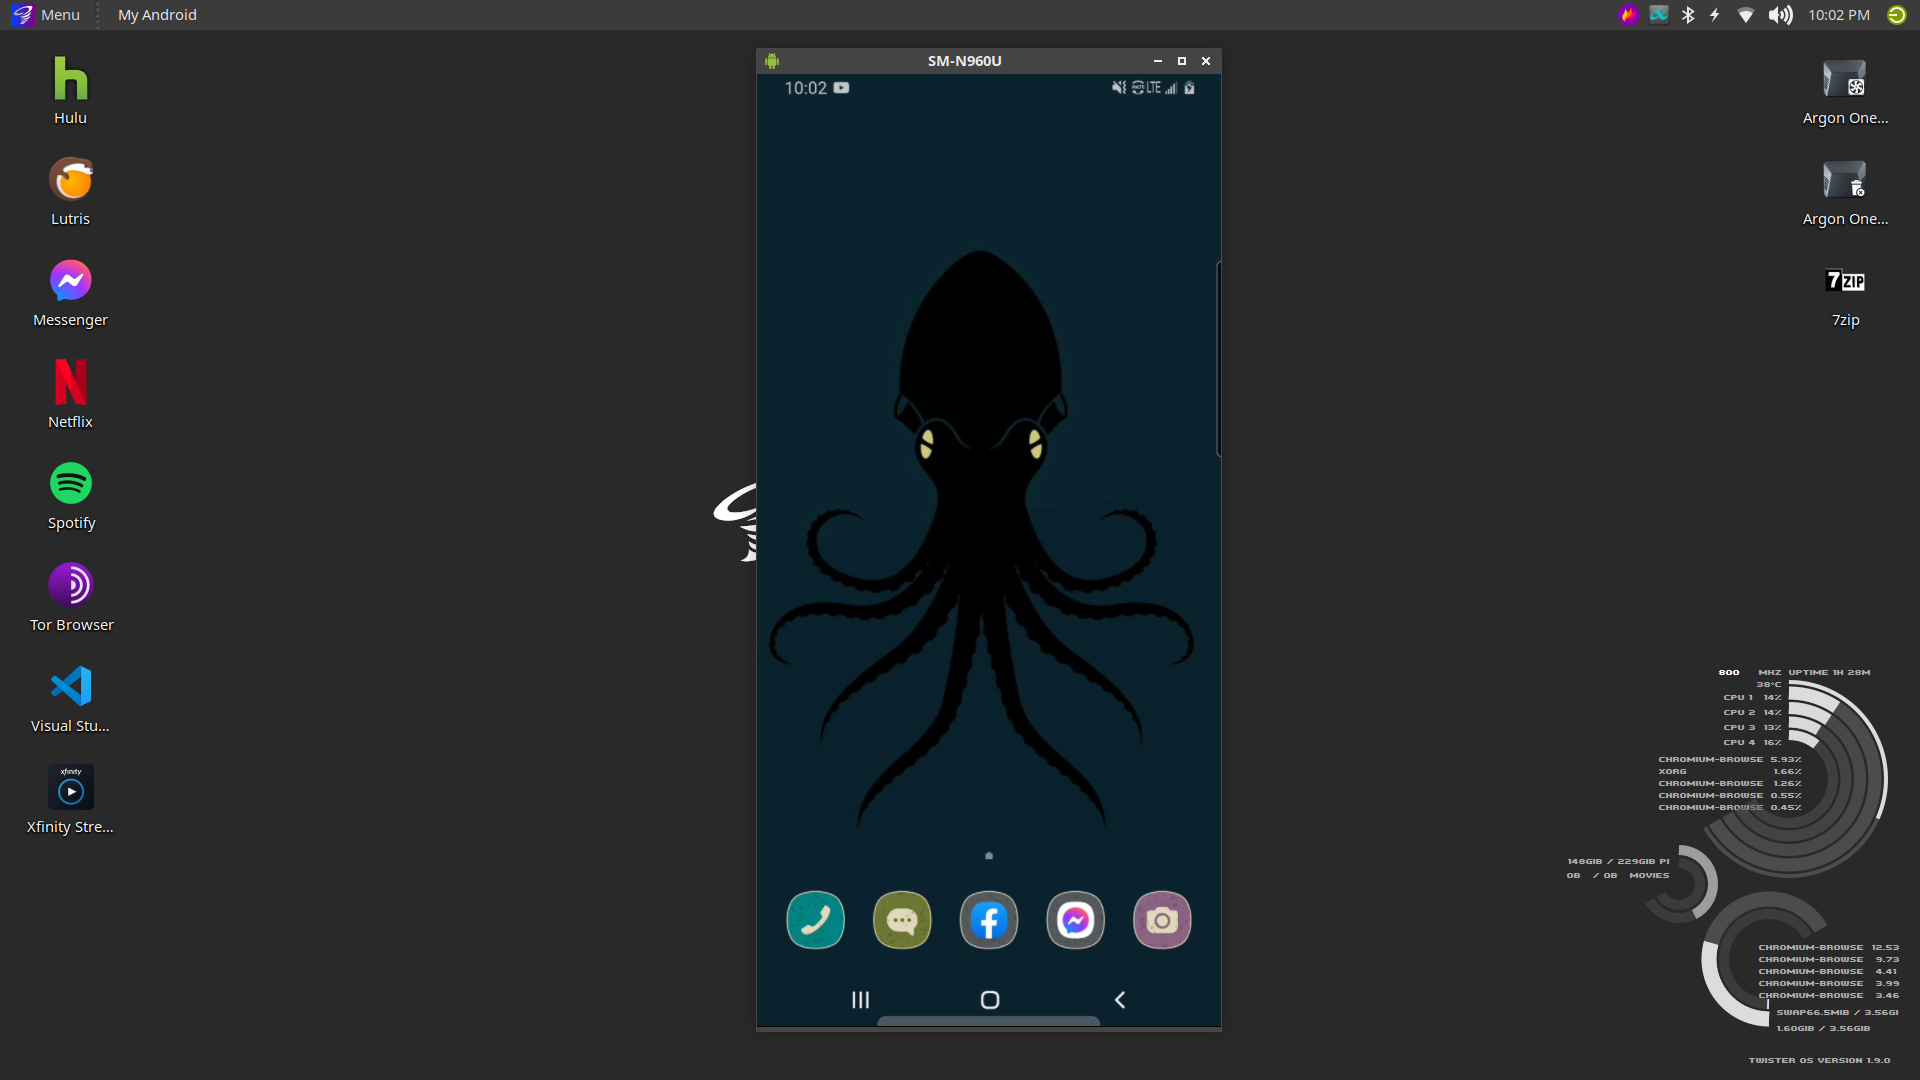 Menu
My Android
10:02 PM
Hulu
Lutris
Messenger
Netflix
Spotify
Tor Browser
Visual Stu...
xfinity
Xfinity Stre...
SM-N960U
10:02
LTE
Argon One...
Argon One...
7 ZIP
7zip
800 MHZ UPTIME 1H 28M
38°C
CPU 1 14%
CPU 2 14%
CPU 3 13%
CPU 4 16%
CHROMIUM-BROWSE 5.93%
XORG 1.66%
CHROMIUM-BROWSE 1.26%
CHROMIUM-BROWSE 0.55%
CHROMIUM-BROWSE 0.45%
148GIB / 229GIB PI
0B / 0B MOVIES
CHROMIUM-BROWSE 12.53
CHROMIUM-BROWSE 9.73
CHROMIUM-BROWSE 4.41
CHROMIUM-BROWSE 3.99
CHROMIUM-BROWSE 3.46
SWAP66.5MIB / 3.56GI
1.60GIB / 3.56GIB
TWISTER OS VERSION 1.9.0